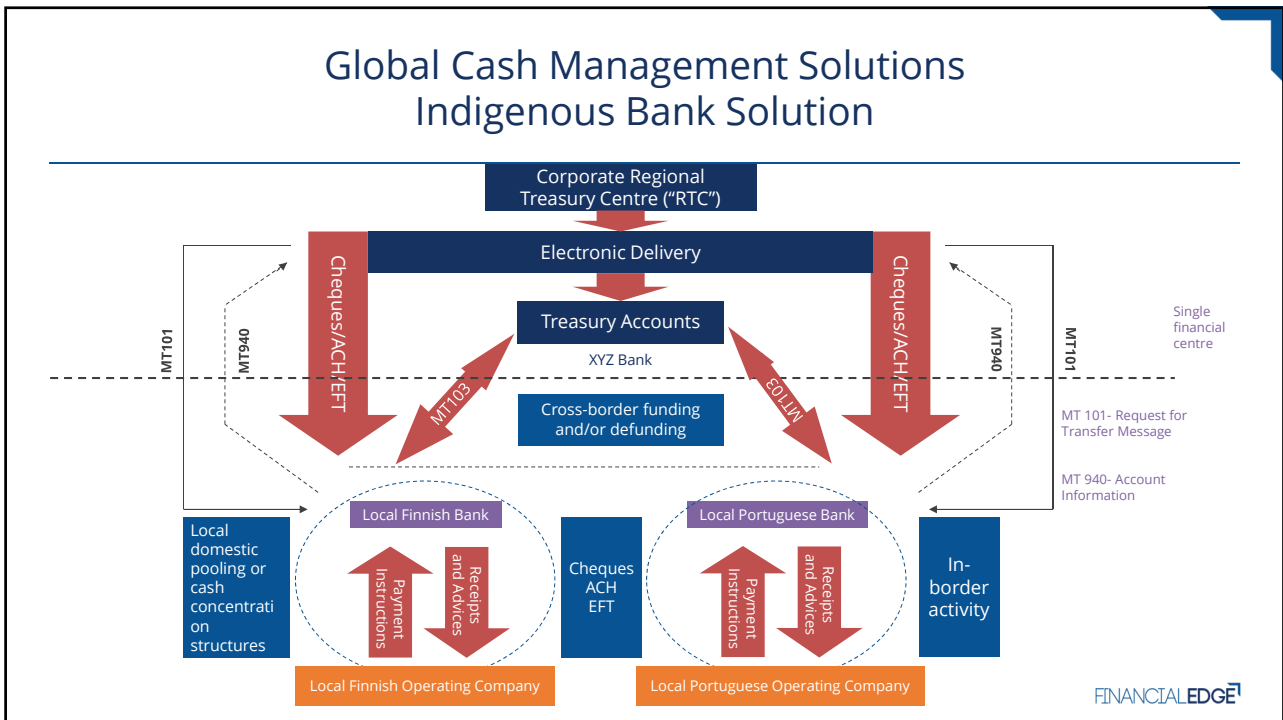 Global Cash Management Solutions
Indigenous Bank Solution
Corporate Regional
Treasury Centre (“RTC”)
Electronic Delivery
Cheques/ACH/EFT
Cheques/ACH/EFT
Treasury Accounts
XYZ Bank
MT101
MT940
MT103
MT103
MT940
MT101
Single
financial
centre
Cross-border funding
and/or defunding
MT 101- Request for
Transfer Message
MT 940- Account
Information
Local Finnish Bank
Local Portuguese Bank
Local
domestic
pooling or
cash
concentrati
on
structures
Payment
Instructions
Receipts
and Advices
Cheques
ACH
EFT
Payment
Instructions
Receipts
and Advices
In-
border
activity
Local Finnish Operating Company
Local Portuguese Operating Company
FINANCIALEDGE